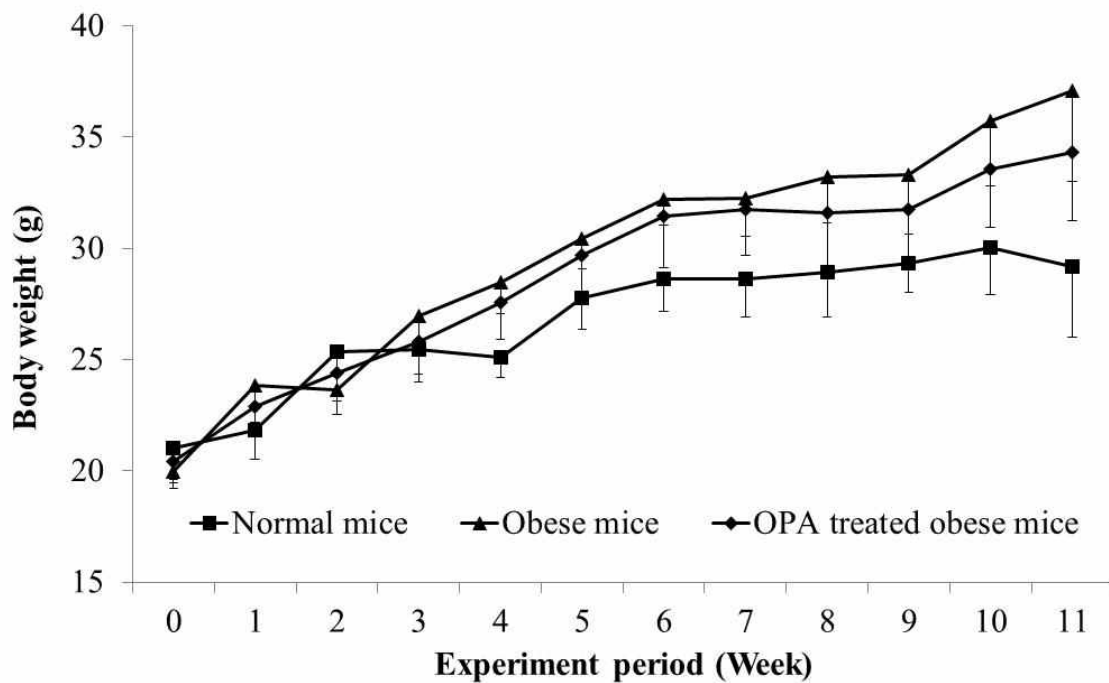 40
35
30
25
20
15
Body weight (g)
Normal mice Obese mice OPA treated obese mice
0 1 2 3 4 5 6 7 8 9 10 11
Experiment period (Week)